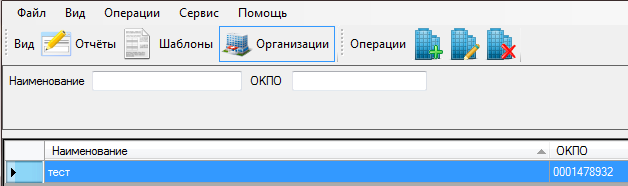 Файл Вид Операции Сервис Помощь
Вид Отчёты Шаблоны Организации Операции
Наименование ОКПО
Наименование ОКПО
тест 0001478932